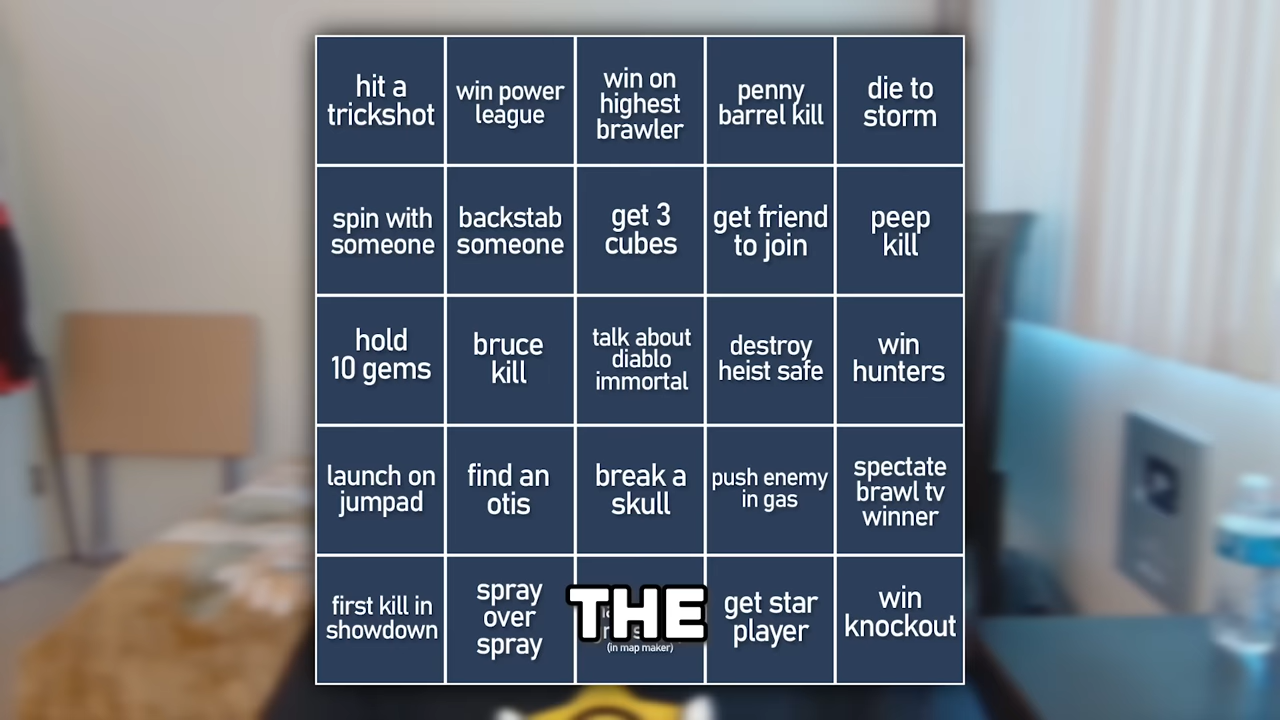 hit a
trickshot
win power
league
win on
highest
brawler
penny
barrel kill
die to
storm
spin with
someone
backstab
someone
get 3
cubes
get friend
to join
peep
kill
hold
10 gems
bruce
kill
talk about
diablo
immortal
destroy
heist safe
win
hunters
launch on
jumpad
find an
otis
break a
skull
push enemy
in gas
spectate
brawl tv
winner
first kill in
showdown
spray
over
spray
THE
(in map maker)
get star
player
win
knockout